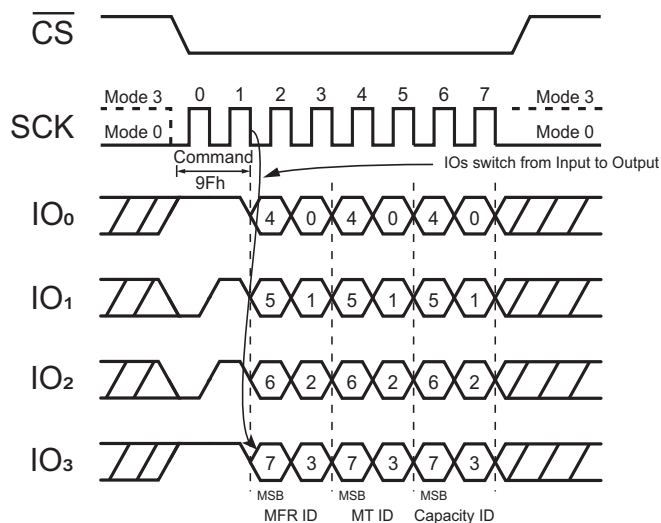 CS
Mode 3 0 1 2 3 4 5 6 7 Mode 3
SCK
Mode 0 Mode 0
Command
9Fh
IOs switch from Input to Output
IO₀ 4 0 4 0 4 0
IO₁ 5 1 5 1 5 1
IO₂ 6 2 6 2 6 2
IO₃ 7 3 7 3 7 3
MSB MSB MSB
MFR ID MT ID Capacity ID